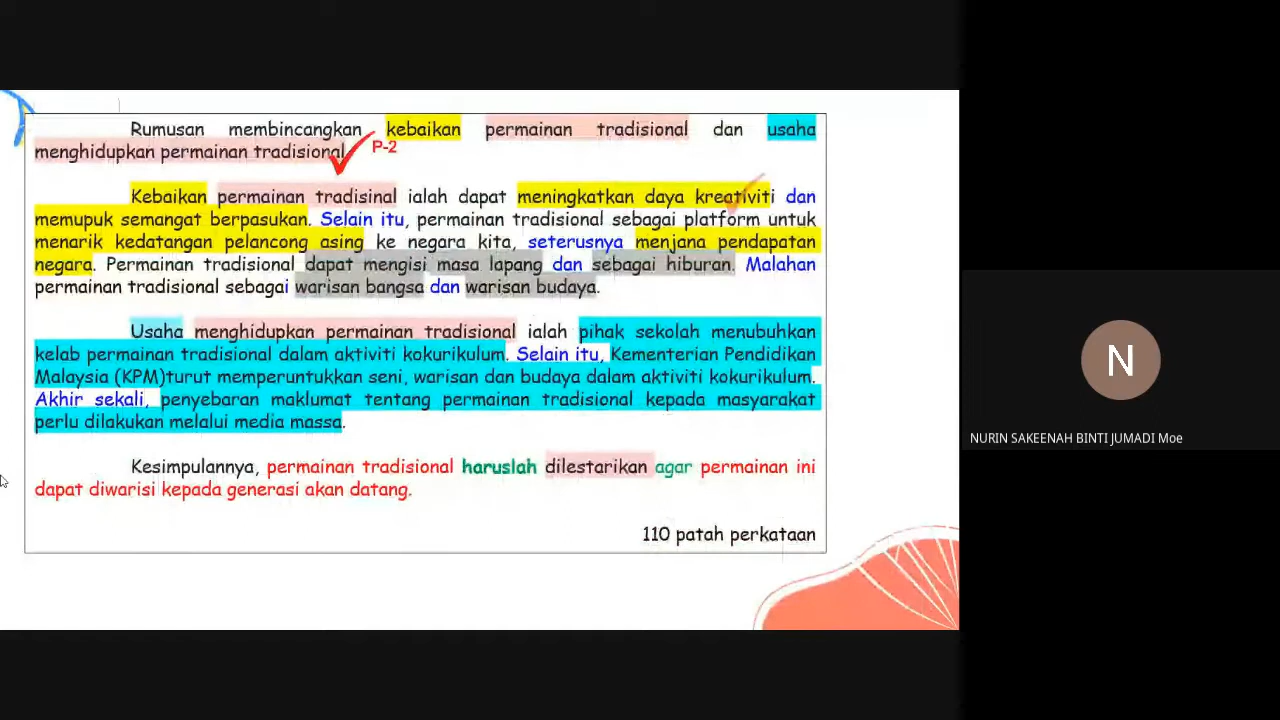 Rumusan membincangkan kebaikan permainan tradisional dan usaha
menghidupkan permainan tradisional.
P-2
Kebaikan permainan tradisinal ialah dapat meningkatkan daya kreativiti dan
memupuk semangat berpasukan. Selain itu, permainan tradisional sebagai platform untuk
menarik kedatangan pelancong asing ke negara kita, seterusnya menjana pendapatan
negara. Permainan tradisional dapat mengisi masa lapang dan sebagai hiburan. Malahan
permainan tradisional sebagai warisan bangsa dan warisan budaya.
Usaha menghidupkan permainan tradisional ialah pihak sekolah menubuhkan
kelab permainan tradisional dalam aktiviti kokurikulum. Selain itu, Kementerian Pendidikan
Malaysia (KPM)turut memperuntukkan seni, warisan dan budaya dalam aktiviti kokurikulum.
Akhir sekali, penyebaran maklumat tentang permainan tradisional kepada masyarakat
perlu dilakukan melalui media massa.
Kesimpulannya, permainan tradisional haruslah dilestarikan agar permainan ini
dapat diwarisi kepada generasi akan datang.
110 patah perkataan
N
NURIN SAKEENAH BINTI JUMADI Moe